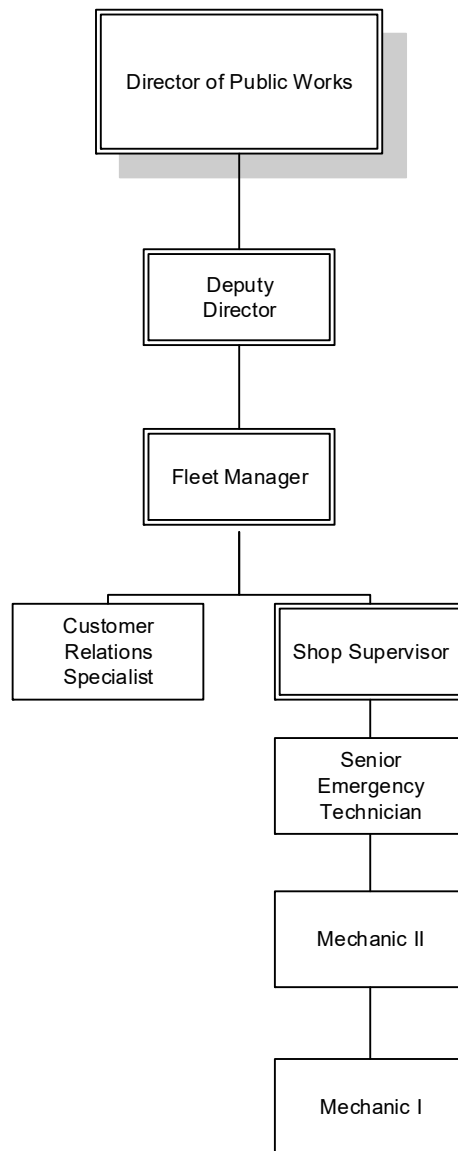 Director of Public Works
Deputy
Director
Fleet Manager
Customer
Relations
Specialist
Shop Supervisor
Senior
Emergency
Technician
Mechanic II
Mechanic I